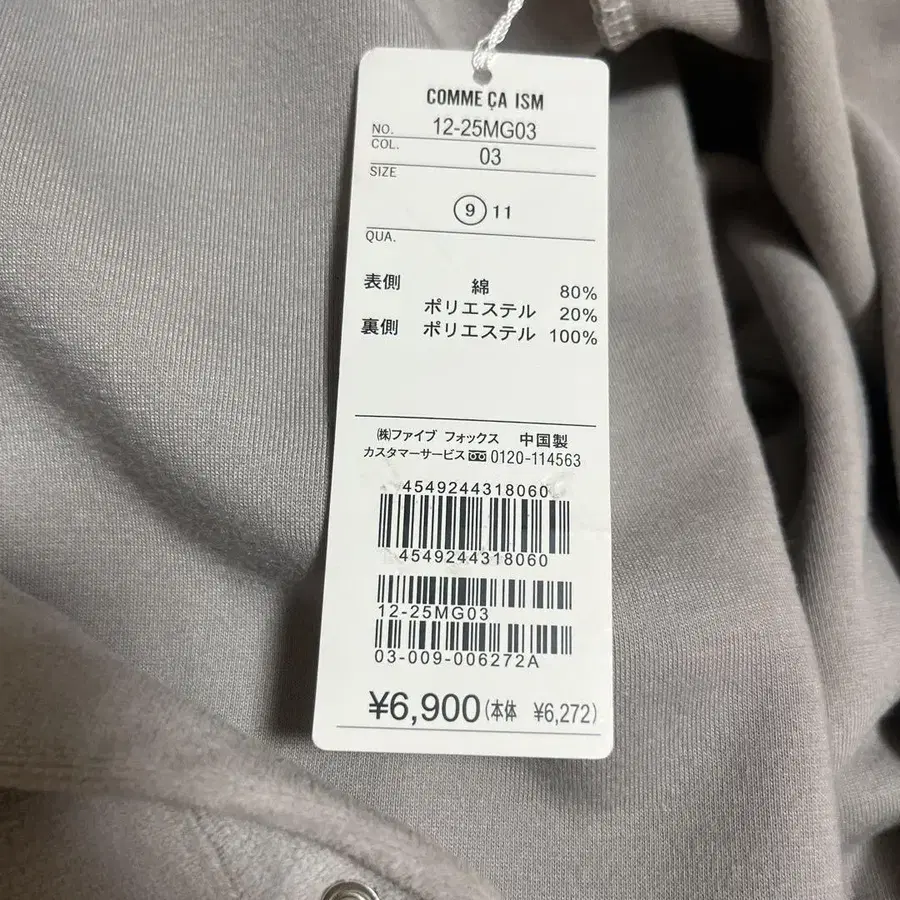 COMME ÇA ISM
NO. 12-25MG03
COL. 03
SIZE
9 11
QUA.
表側 綿 80%
ポリエステル 20%
裏側 ポリエステル 100%
㈱ファイブ フォックス 中国製
カスタマーサービス 0120-114563
4549244318060
4549244318060
12-25MG03
03-009-006272A
¥6,900(本体 ¥6,272)